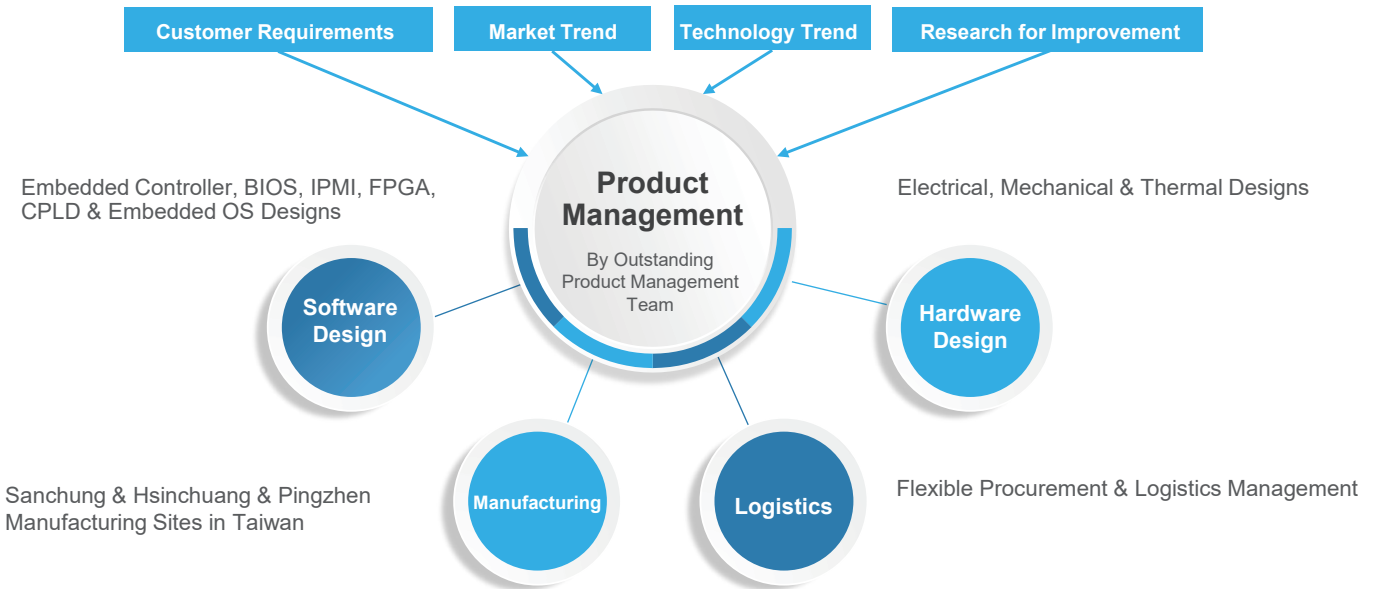 Customer Requirements
Market Trend
Technology Trend
Research for Improvement
Product
Management
By Outstanding
Product Management
Team
Embedded Controller, BIOS, IPMI, FPGA,
CPLD & Embedded OS Designs
Electrical, Mechanical & Thermal Designs
Software
Design
Hardware
Design
Sanchung & Hsinchuang & Pingzhen
Manufacturing Sites in Taiwan
Manufacturing
Logistics
Flexible Procurement & Logistics Management